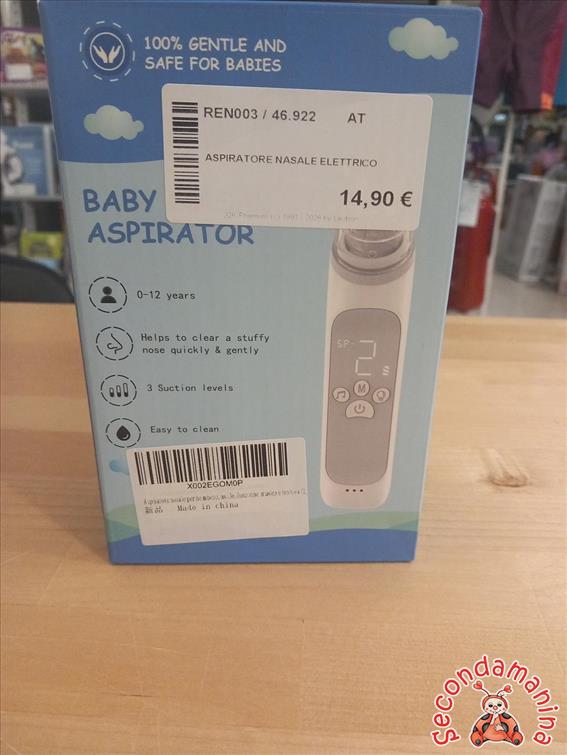 100% GENTLE AND
SAFE FOR BABIES
REN003 / 46.922 AT
ASPIRATORE NASALE ELETTRICO
14,90 €
BABY
ASPIRATOR
0-12 years
Helps to clear a stuffy
nose quickly & gently
3 Suction levels
Easy to clean
SP-2
M
X002EGOM0P
新品 Made in china
Secondamanina